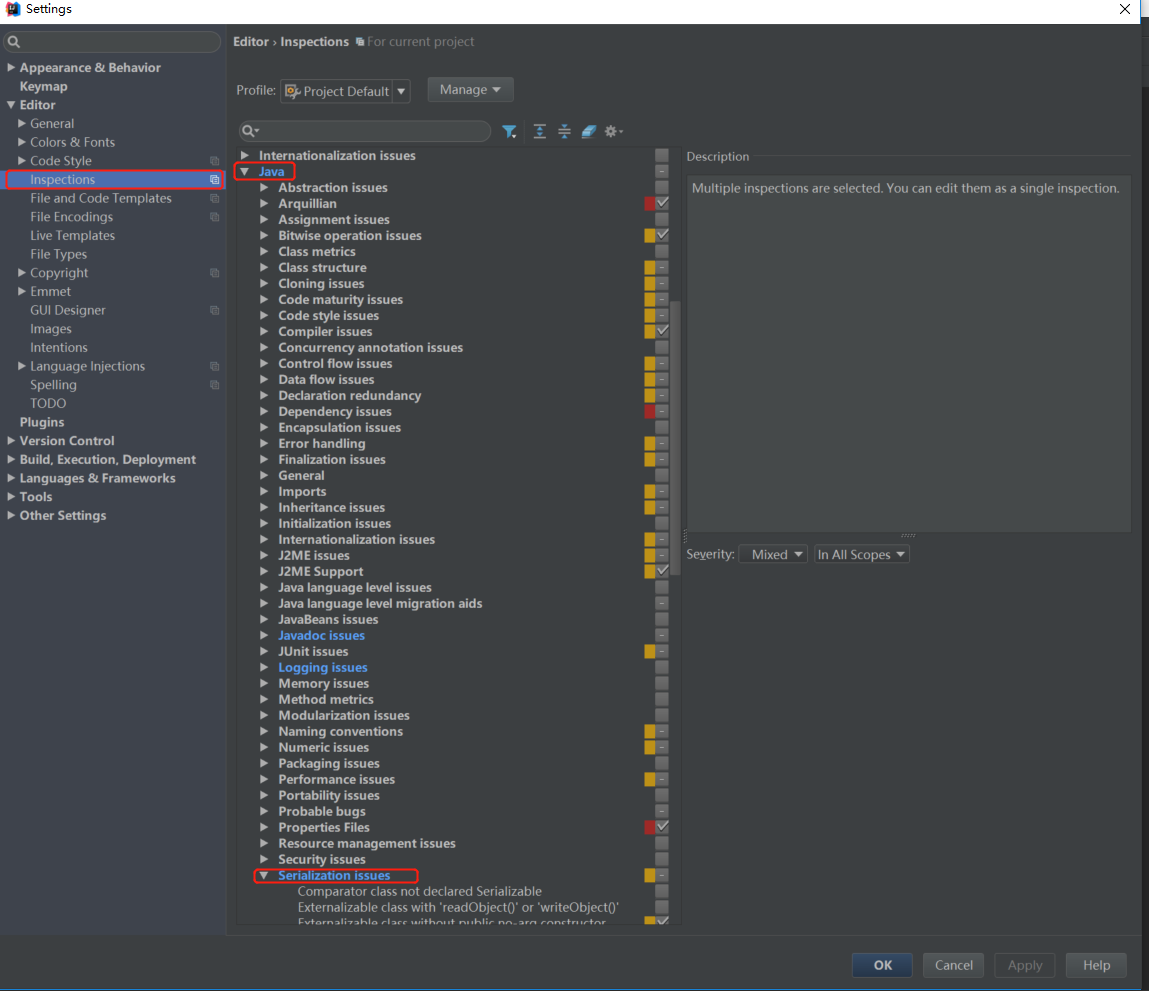 Settings
Editor › Inspections For current project
Appearance & Behavior
Keymap
Editor
General
Colors & Fonts
Code Style
Inspections
File and Code Templates
File Encodings
Live Templates
File Types
Copyright
Emmet
GUI Designer
Images
Intentions
Language Injections
Spelling
TODO
Plugins
Version Control
Build, Execution, Deployment
Languages & Frameworks
Tools
Other Settings
Profile: Project Default Manage
Internationalization issues
Java
Abstraction issues
Arquillian
Assignment issues
Bitwise operation issues
Class metrics
Class structure
Cloning issues
Code maturity issues
Code style issues
Compiler issues
Concurrency annotation issues
Control flow issues
Data flow issues
Declaration redundancy
Dependency issues
Encapsulation issues
Error handling
Finalization issues
General
Imports
Inheritance issues
Initialization issues
Internationalization issues
J2ME issues
J2ME Support
Java language level issues
Java language level migration aids
JavaBeans issues
Javadoc issues
JUnit issues
Logging issues
Memory issues
Method metrics
Modularization issues
Naming conventions
Numeric issues
Packaging issues
Performance issues
Portability issues
Probable bugs
Properties Files
Resource management issues
Security issues
Serialization issues
Comparator class not declared Serializable
Externalizable class with 'readObject()' or 'writeObject()'
Externalizable class without public no-arg constructor
Description
Multiple inspections are selected. You can edit them as a single inspection.
Severity: Mixed In All Scopes
OK Cancel Apply Help